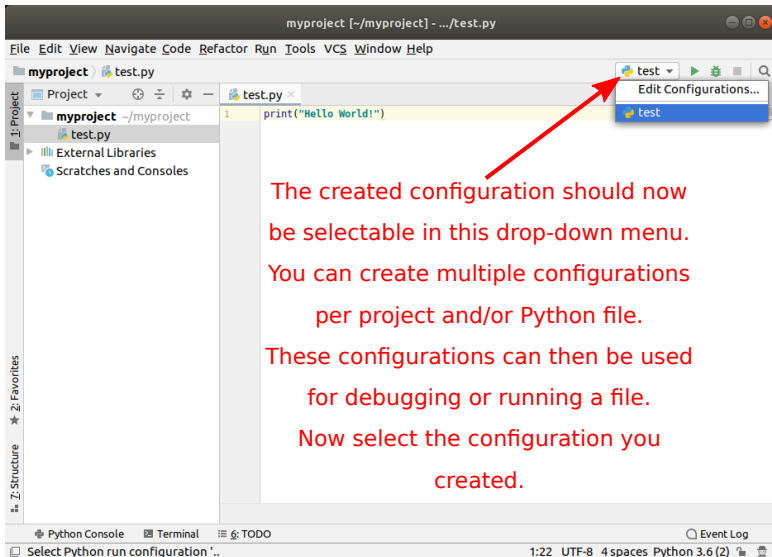 myproject [~/myproject] - .../test.py
File Edit View Navigate Code Refactor Run Tools VCS Window Help
myproject test.py test
Project test.py Edit Configurations...
1: Project
myproject ~/myproject 1 print("Hello World!") test
test.py
External Libraries
Scratches and Consoles
The created configuration should now
be selectable in this drop-down menu.
You can create multiple configurations
per project and/or Python file.
These configurations can then be used
for debugging or running a file.
Now select the configuration you
created.
2: Favorites
7: Structure
Python Console Terminal 6: TODO Event Log
Select Python run configuration '.. 1:22 UTF-8 4 spaces Python 3.6 (2)